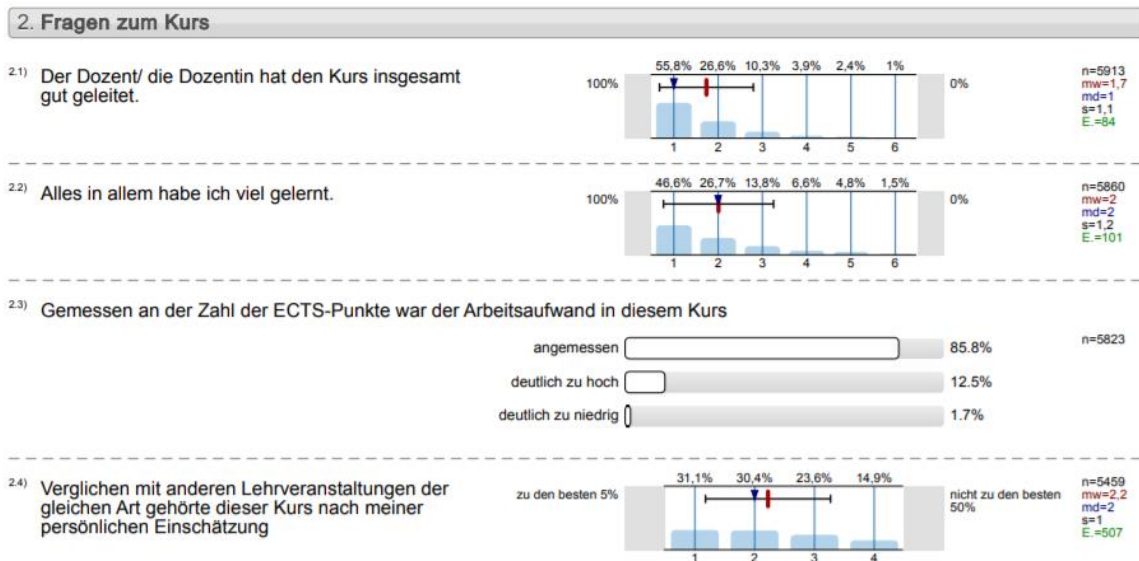 2. Fragen zum Kurs
2.1) Der Dozent/ die Dozentin hat den Kurs insgesamt
gut geleitet.
100%
55,8% 26,6% 10,3% 3,9% 2,4% 1%
0%
1 2 3 4 5 6
n=5913
mw=1,7
md=1
s=1,1
E.=84
2.2) Alles in allem habe ich viel gelernt.
100%
46,6% 26,7% 13,8% 6,6% 4,8% 1,5%
0%
1 2 3 4 5 6
n=5860
mw=2
md=2
s=1,2
E.=101
2.3) Gemessen an der Zahl der ECTS-Punkte war der Arbeitsaufwand in diesem Kurs
angemessen 85.8%
deutlich zu hoch 12.5%
deutlich zu niedrig 1.7%
n=5823
2.4) Verglichen mit anderen Lehrveranstaltungen der
gleichen Art gehörte dieser Kurs nach meiner
persönlichen Einschätzung
zu den besten 5%
31,1% 30,4% 23,6% 14,9%
nicht zu den besten
50%
1 2 3 4
n=5459
mw=2,2
md=2
s=1
E.=507